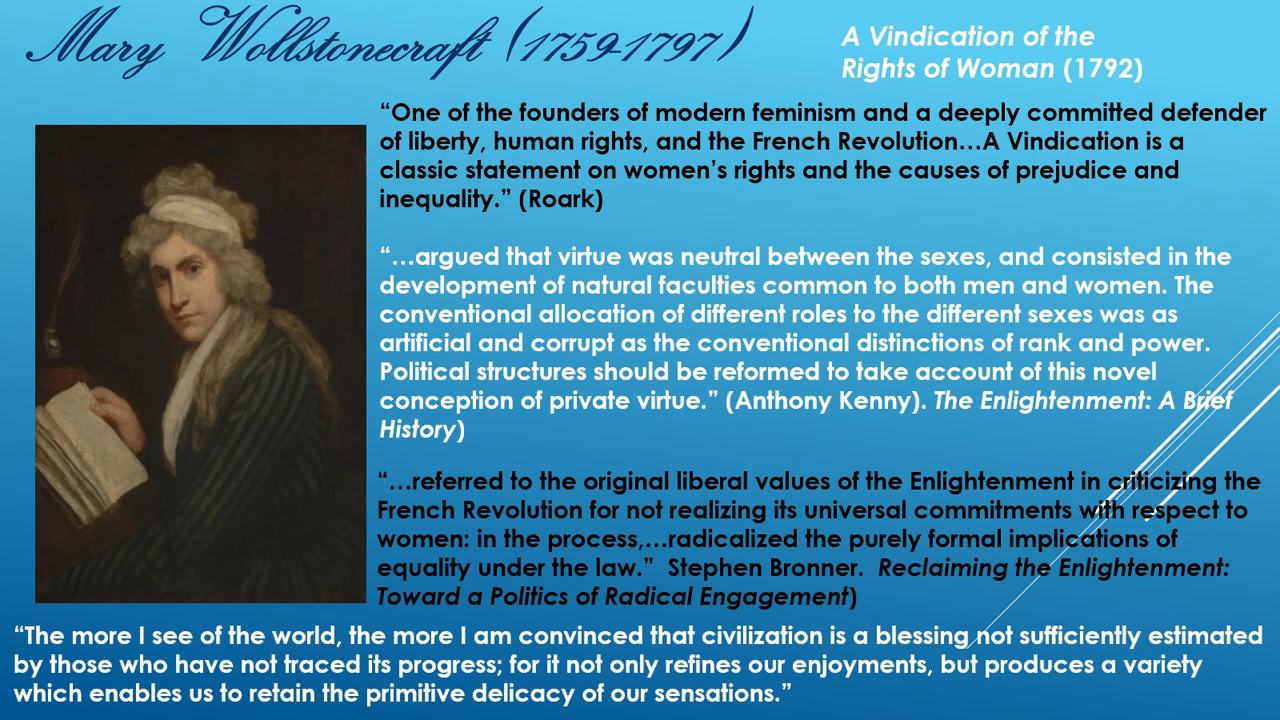 Mary Wollstonecraft (1759-1797)
A Vindication of the
Rights of Woman (1792)
“One of the founders of modern feminism and a deeply committed defender
of liberty, human rights, and the French Revolution…A Vindication is a
classic statement on women’s rights and the causes of prejudice and
inequality.” (Roark)
“…argued that virtue was neutral between the sexes, and consisted in the
development of natural faculties common to both men and women. The
conventional allocation of different roles to the different sexes was as
artificial and corrupt as the conventional distinctions of rank and power.
Political structures should be reformed to take account of this novel
conception of private virtue.” (Anthony Kenny). The Enlightenment: A Brief
History)
“…referred to the original liberal values of the Enlightenment in criticizing the
French Revolution for not realizing its universal commitments with respect to
women: in the process,…radicalized the purely formal implications of
equality under the law.” Stephen Bronner. Reclaiming the Enlightenment:
Toward a Politics of Radical Engagement)
“The more I see of the world, the more I am convinced that civilization is a blessing not sufficiently estimated
by those who have not traced its progress; for it not only refines our enjoyments, but produces a variety
which enables us to retain the primitive delicacy of our sensations.”